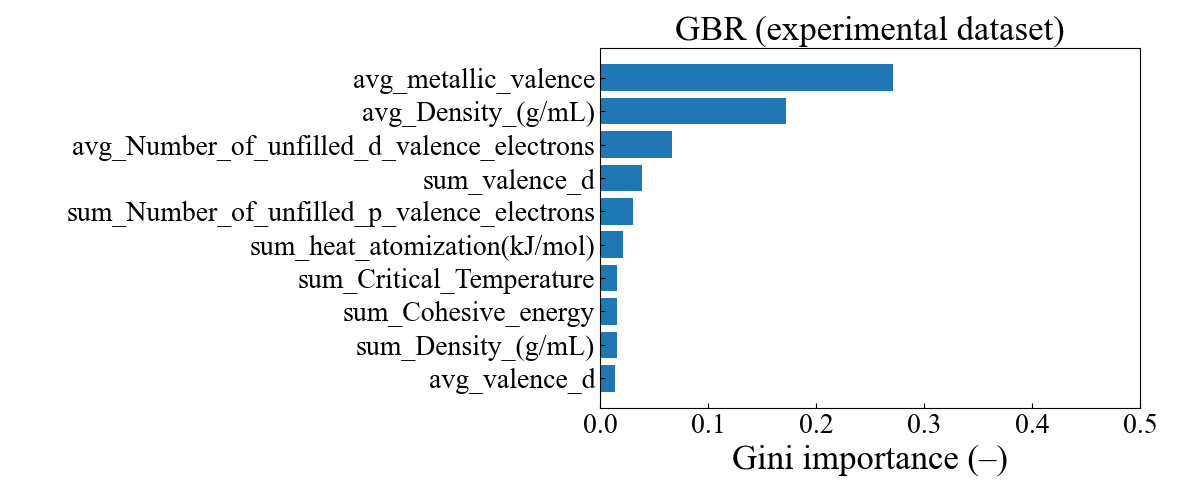 GBR (experimental dataset)
avg_metallic_valence
avg_Density_(g/mL)
avg_Number_of_unfilled_d_valence_electrons
sum_valence_d
sum_Number_of_unfilled_p_valence_electrons
sum_heat_atomization(kJ/mol)
sum_Critical_Temperature
sum_Cohesive_energy
sum_Density_(g/mL)
avg_valence_d
0.0 0.1 0.2 0.3 0.4 0.5
Gini importance (–)